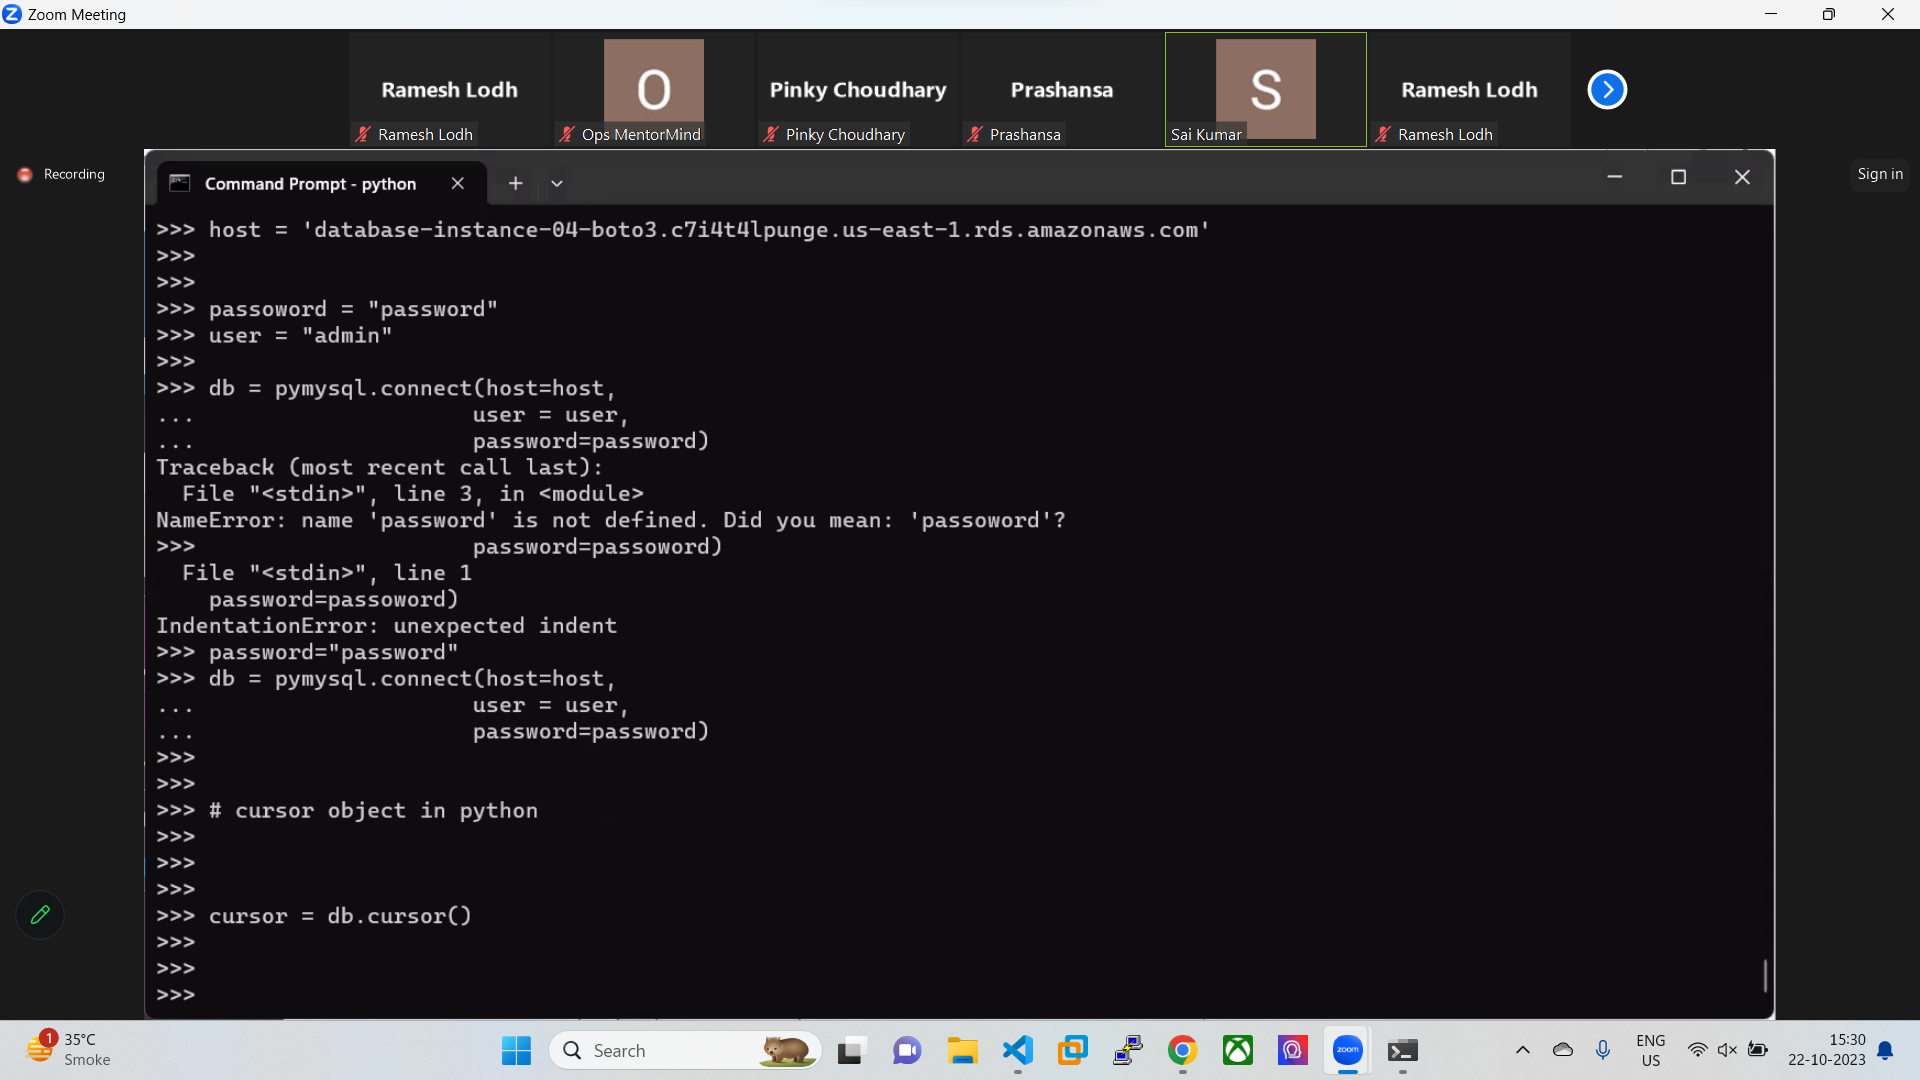 Zoom Meeting
Ramesh Lodh
O
Pinky Choudhary
Prashansa
S
Ramesh Lodh
Ramesh Lodh
Ops MentorMind
Pinky Choudhary
Prashansa
Sai Kumar
Ramesh Lodh
Recording
Sign in
Command Prompt - python
>>> host = 'database-instance-04-boto3.c7i4t4lpunge.us-east-1.rds.amazonaws.com'
>>>
>>>
>>> passoword = "password"
>>> user = "admin"
>>>
>>> db = pymysql.connect(host=host,
...                     user = user,
...                     password=password)
Traceback (most recent call last):
  File "<stdin>", line 3, in <module>
NameError: name 'password' is not defined. Did you mean: 'passoword'?
>>>                     password=passoword)
  File "<stdin>", line 1
    password=passoword)
IndentationError: unexpected indent
>>> password="password"
>>> db = pymysql.connect(host=host,
...                     user = user,
...                     password=password)
>>>
>>>
>>> # cursor object in python
>>>
>>>
>>>
>>> cursor = db.cursor()
>>>
>>>
>>>
1
35°C
Smoke
Search
zoom
ENG
US
15:30
22-10-2023